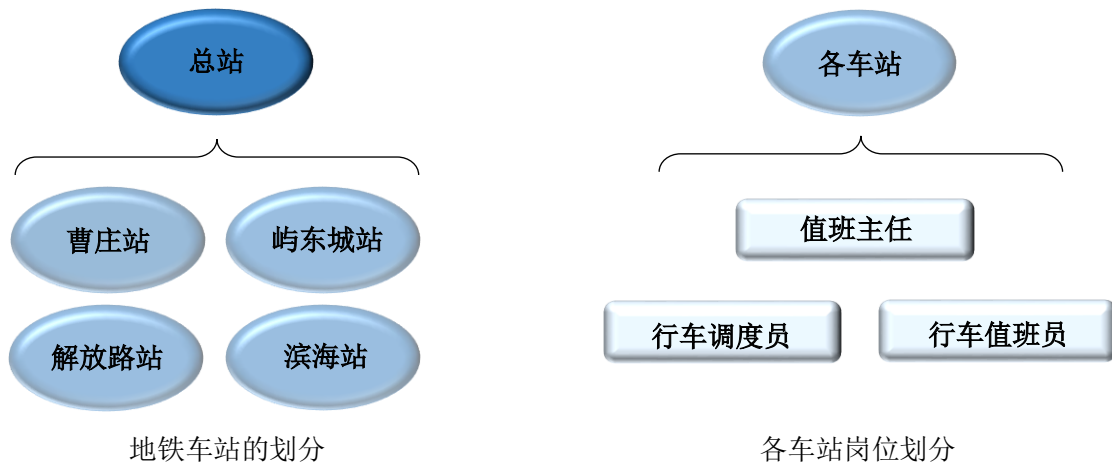 总站
各车站
曹庄站
屿东城站
解放路站
滨海站
值班主任
行车调度员
行车值班员
地铁车站的划分
各车站岗位划分